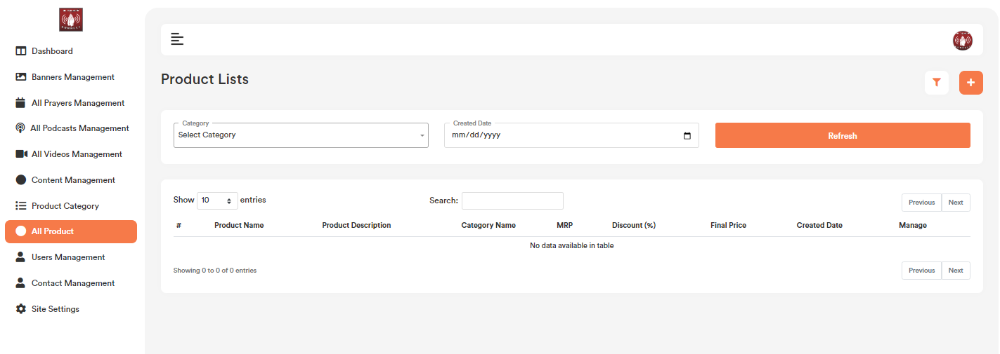 CONNECT
Dashboard
Banners Management
All Prayers Management
All Podcasts Management
All Videos Management
Content Management
Product Category
All Product
Users Management
Contact Management
Site Settings
Product Lists
Category
Select Category
Created Date
mm/dd/yyyy
Refresh
Show 10 entries
Search:
Previous Next
# Product Name Product Description Category Name MRP Discount (%) Final Price Created Date Manage
No data available in table
Showing 0 to 0 of 0 entries
Previous Next